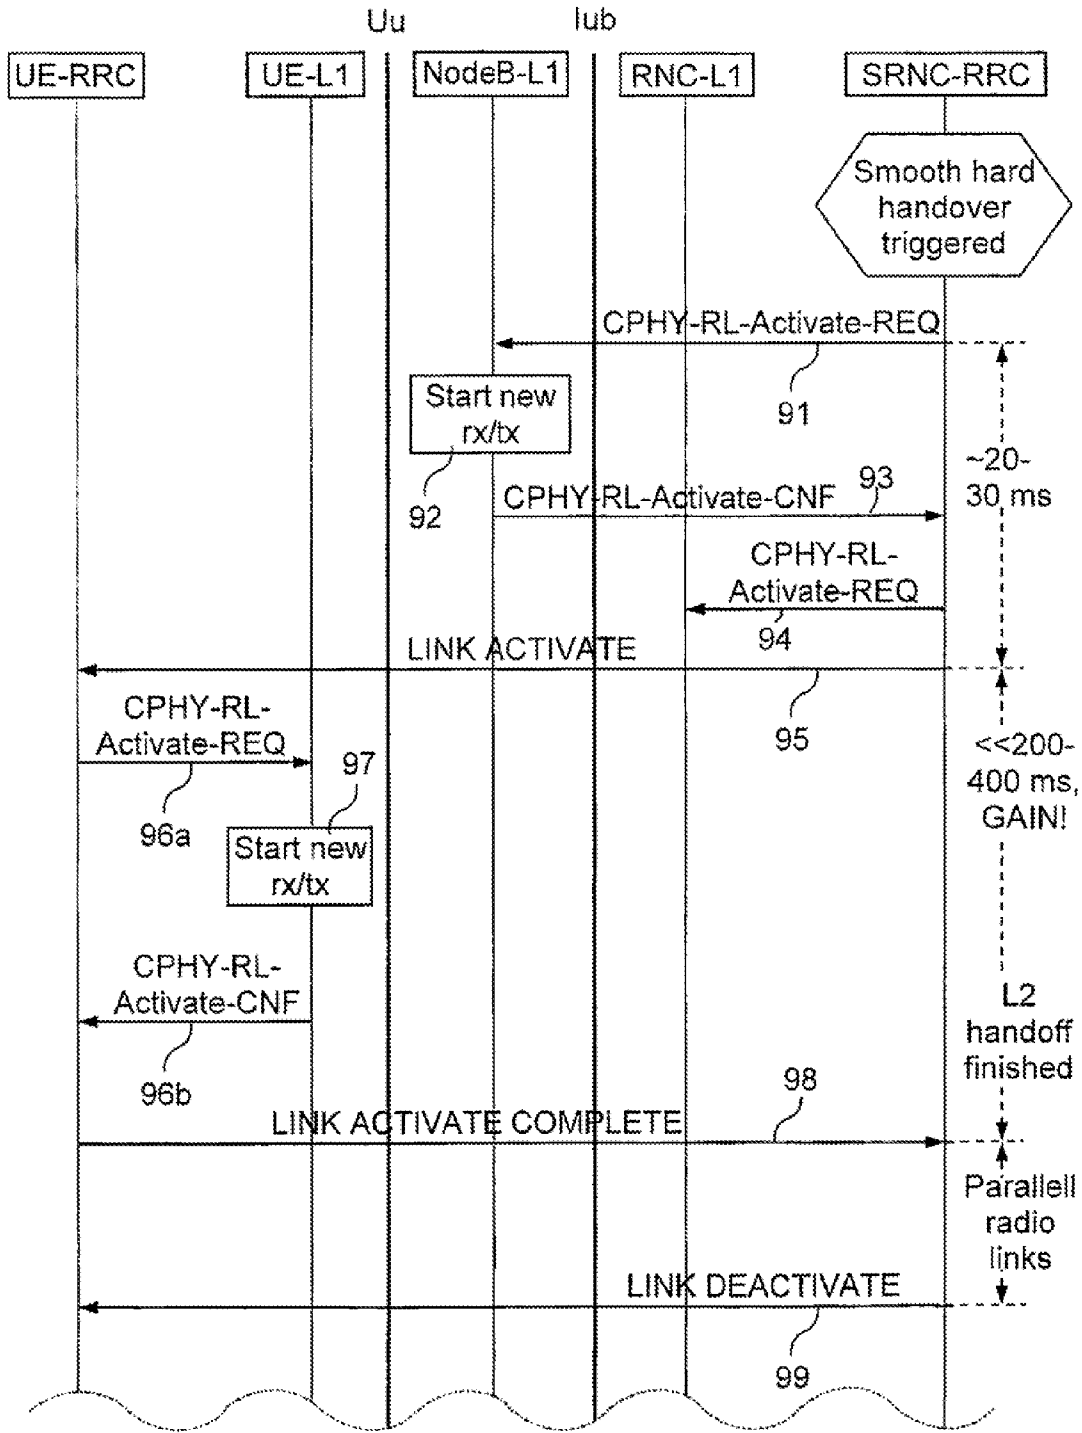 Uu
Iub
UE-RRC
UE-L1
NodeB-L1
RNC-L1
SRNC-RRC
Smooth hard
handover
triggered
CPHY-RL-Activate-REQ
91
Start new
rx/tx
92
~20-
30 ms
CPHY-RL-Activate-CNF
93
CPHY-RL-
Activate-REQ
94
LINK ACTIVATE
95
CPHY-RL-
Activate-REQ
96a
97
Start new
rx/tx
<<200-
400 ms,
GAIN!
CPHY-RL-
Activate-CNF
96b
L2
handoff
finished
98
LINK ACTIVATE COMPLETE
Parallell
radio
links
LINK DEACTIVATE
99